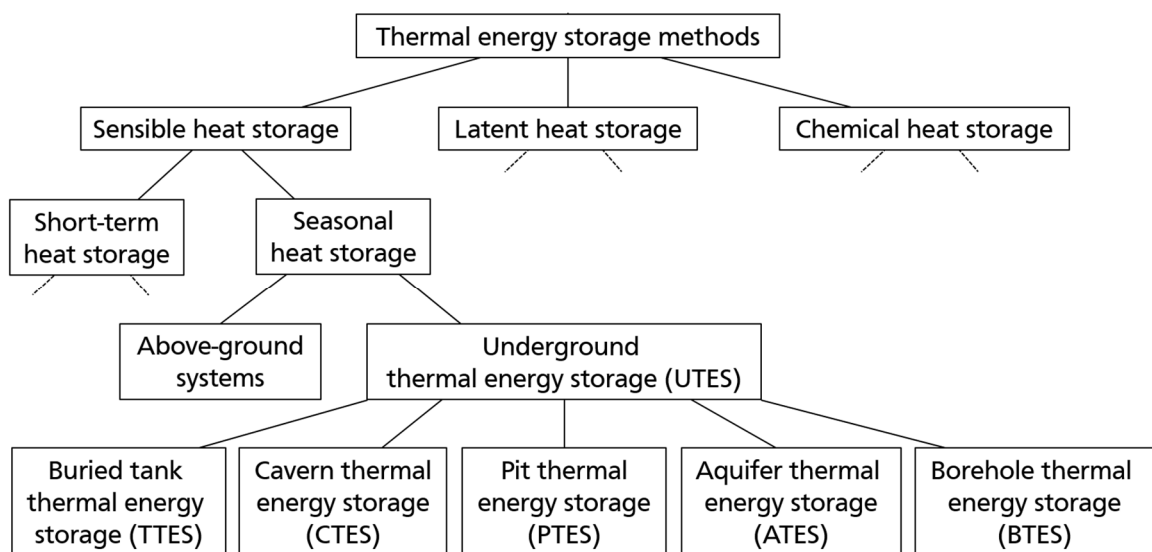 Thermal energy storage methods
Sensible heat storage
Latent heat storage
Chemical heat storage
Short-term
heat storage
Seasonal
heat storage
Above-ground
systems
Underground
thermal energy storage (UTES)
Buried tank
thermal energy
storage (TTES)
Cavern thermal
energy storage
(CTES)
Pit thermal
energy storage
(PTES)
Aquifer thermal
energy storage
(ATES)
Borehole thermal
energy storage
(BTES)